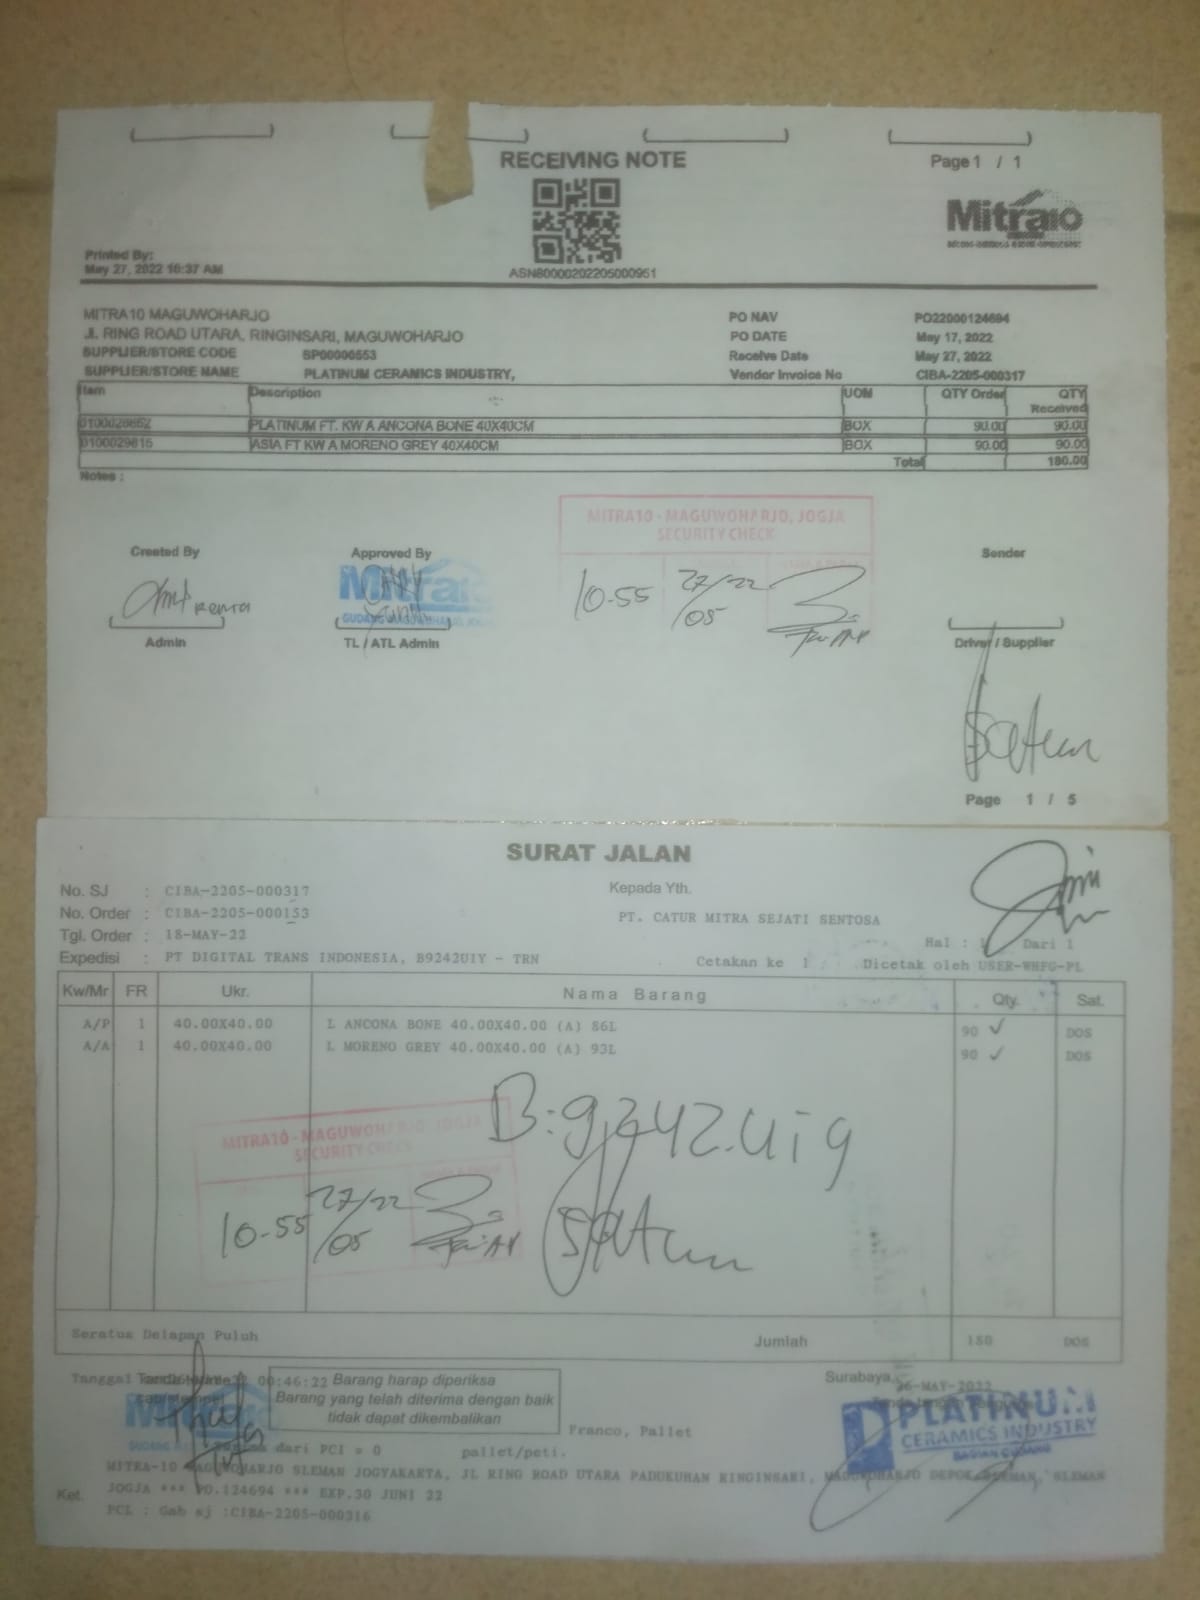 RECEIVING NOTE
Page 1 / 1
Mitra10
Printed By:
May 27, 2022 10:37 AM
ASN80000202205000951
MITRA10 MAGUWOHARJO
JL RING ROAD UTARA, RINGINSARI, MAGUWOHARJO
SUPPLIER/STORE CODE SP00000553
SUPPLIER/STORE NAME PLATINUM CERAMICS INDUSTRY,
PO NAV PO22000124694
PO DATE May 17, 2022
Receive Date May 27, 2022
Vendor Invoice No CIBA-2205-000317
Item Description UOM QTY Order QTY Received
PLATINUM FT. KW A ANCONA BONE 40X40CM BOX 90.00 90.00
0100029815 ASIA FT KW A MORENO GREY 40X40CM BOX 90.00 90.00
Total 180.00
Notes :
MITRA10 - MAGUWOHARJO, JOGJA
SECURITY CHECK
10-55 27/22
/05
Created By
Approved By
Sender
Mitra10
Admin
TL / ATL Admin
Driver / Supplier
Page 1 / 5
SURAT JALAN
No. SJ : CIBA-2205-000317
No. Order : CIBA-2205-000153
Tgl. Order : 18-MAY-22
Expedisi : PT DIGITAL TRANS INDONESIA, B9242UIY - TRN
Kepada Yth.
PT. CATUR MITRA SEJATI SENTOSA
Hal : 1 Dari 1
Cetakan ke 1 Dicetak oleh USER-WHFG-PL
Kw/Mr FR Ukr. Nama Barang Qty. Sat.
A/P 1 40.00X40.00 L ANCONA BONE 40.00X40.00 (A) 86L 90 DOS
A/A 1 40.00X40.00 L MORENO GREY 40.00X40.00 (A) 93L 90 DOS
MITRA10 - MAGUWOHARJO, JOGJA
SECURITY CHECK
10-55 27/22
/05
Seratus Delapan Puluh Jumlah 180 DOS
Tanggal 00:46:22
Barang harap diperiksa
Barang yang telah diterima dengan baik
tidak dapat dikembalikan
Franco, Pallet
Surabaya, 26-MAY-2022
PLATINUM
CERAMICS INDUSTRY
BAGIAN GUDANG
dari PCI = 0 pallet/peti.
MITRA-10 MAGUWOHARJO SLEMAN JOGYAKARTA, JL RING ROAD UTARA PADUKUHAN RINGINSARI, MAGUWOHARJO DEPOK SLEMAN, SLEMAN
Ket. JOGJA *** PO.124694 *** EXP.30 JUNI 22
PCL : Gab sj :CIBA-2205-000316